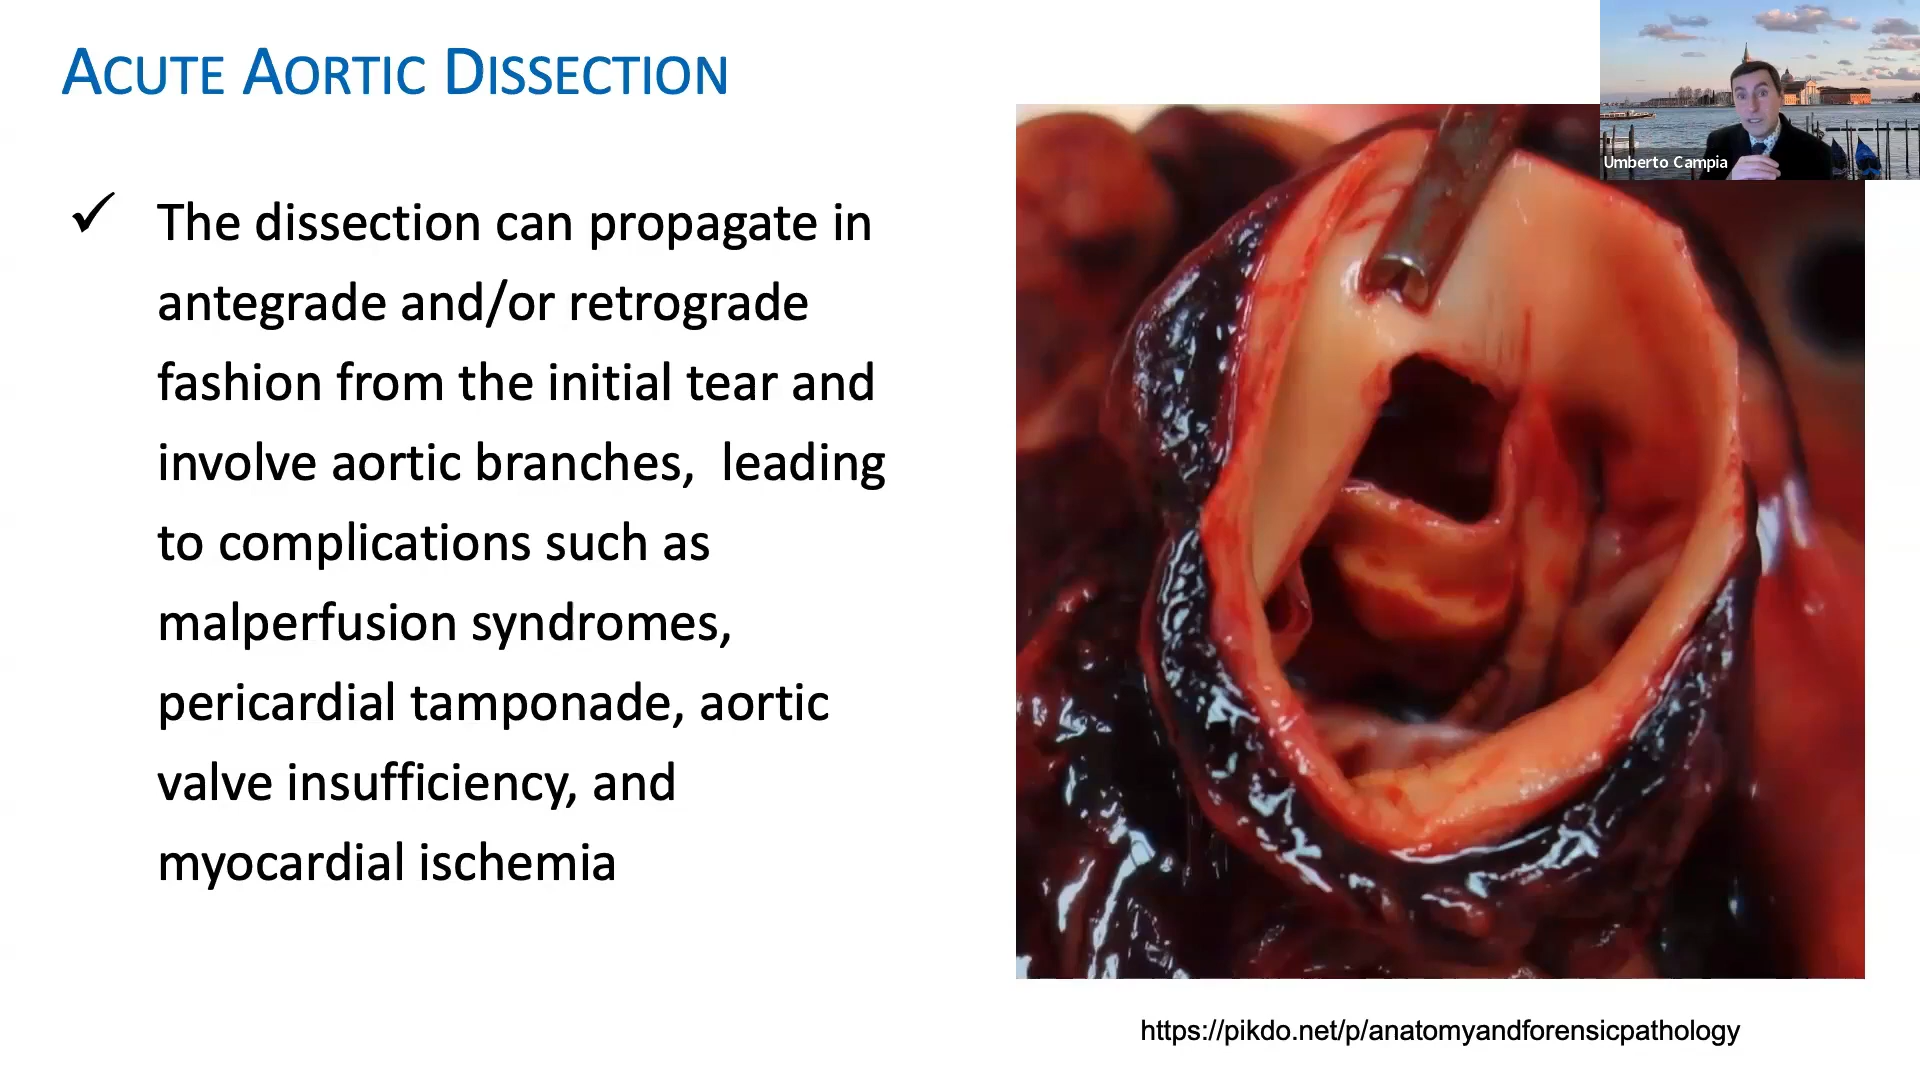 ACUTE AORTIC DISSECTION
Umberto Campia
✓ The dissection can propagate in
antegrade and/or retrograde
fashion from the initial tear and
involve aortic branches, leading
to complications such as
malperfusion syndromes,
pericardial tamponade, aortic
valve insufficiency, and
myocardial ischemia
https://pikdo.net/p/anatomyandforensicpathology